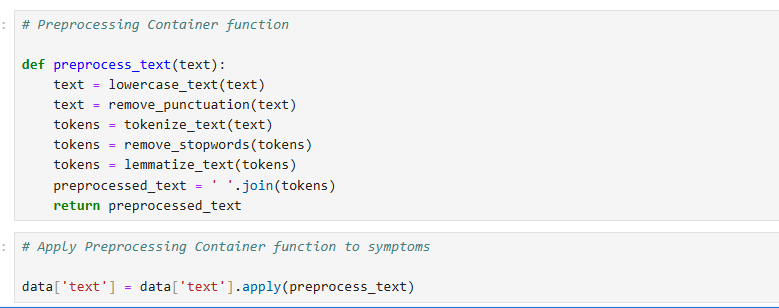 : # Preprocessing Container function
def preprocess_text(text):
    text = lowercase_text(text)
    text = remove_punctuation(text)
    tokens = tokenize_text(text)
    tokens = remove_stopwords(tokens)
    tokens = lemmatize_text(tokens)
    preprocessed_text = ' '.join(tokens)
    return preprocessed_text
: # Apply Preprocessing Container function to symptoms
data['text'] = data['text'].apply(preprocess_text)